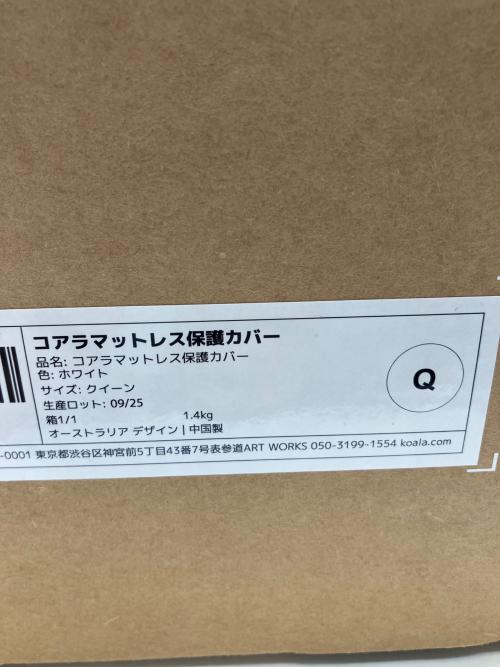 コアラマットレス保護カバー
品名: コアラマットレス保護カバー
色: ホワイト
サイズ: クイーン
生産ロット: 09/25
箱1/1 1.4kg
オーストラリア デザイン | 中国製
Q
-0001 東京都渋谷区神宮前5丁目43番7号表参道ART WORKS 050-3199-1554 koala.com